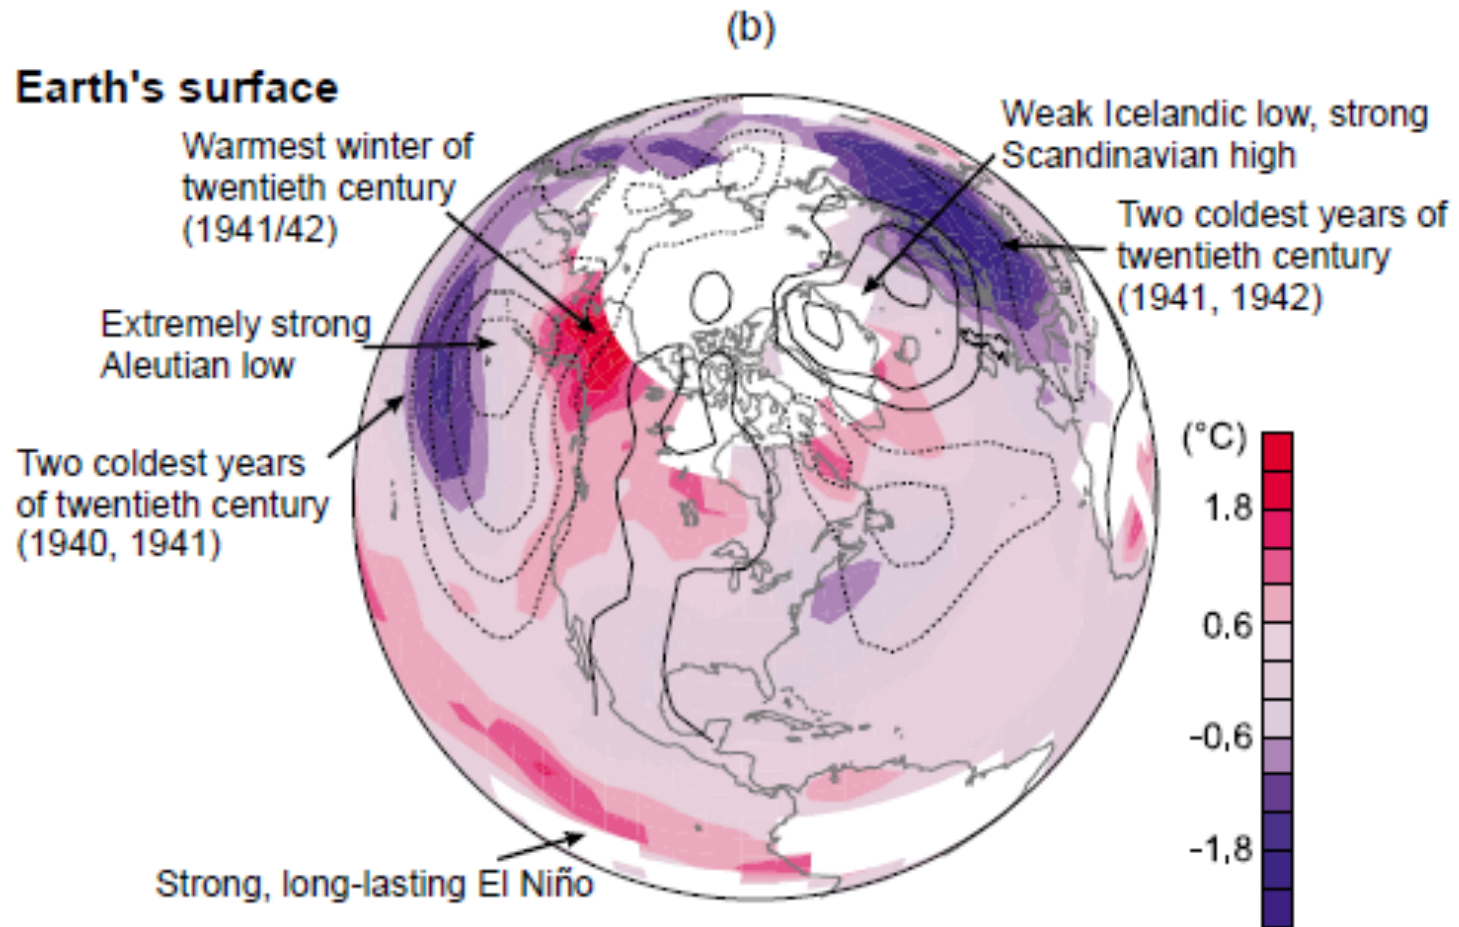 (b)
Earth's surface
Warmest winter of
twentieth century
(1941/42)
Weak Icelandic low, strong
Scandinavian high
Two coldest years of
twentieth century
(1941, 1942)
Extremely strong
Aleutian low
Two coldest years
of twentieth century
(1940, 1941)
(°C)
1.8
0.6
-0.6
-1.8
Strong, long-lasting El Niño